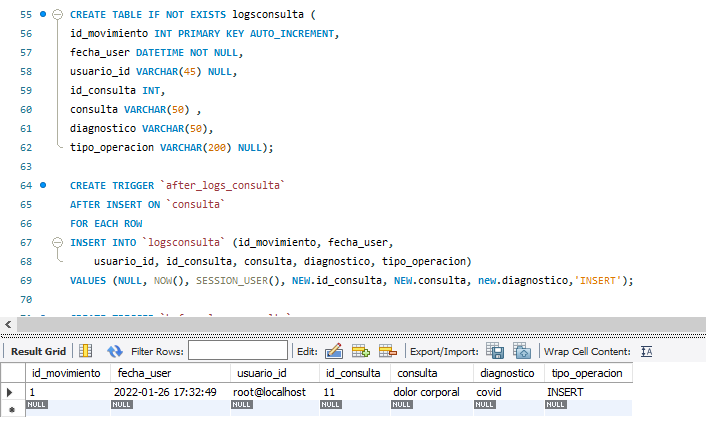 55 CREATE TABLE IF NOT EXISTS logsconsulta (
56 id_movimiento INT PRIMARY KEY AUTO_INCREMENT,
57 fecha_user DATETIME NOT NULL,
58 usuario_id VARCHAR(45) NULL,
59 id_consulta INT,
60 consulta VARCHAR(50) ,
61 diagnostico VARCHAR(50),
62 tipo_operacion VARCHAR(200) NULL);
63
64 CREATE TRIGGER `after_logs_consulta`
65 AFTER INSERT ON `consulta`
66 FOR EACH ROW
67 INSERT INTO `logsconsulta` (id_movimiento, fecha_user,
68 usuario_id, id_consulta, consulta, diagnostico, tipo_operacion)
69 VALUES (NULL, NOW(), SESSION_USER(), NEW.id_consulta, NEW.consulta, new.diagnostico,'INSERT');
70
Result Grid Filter Rows: Edit: Export/Import: Wrap Cell Content:
id_movimiento fecha_user usuario_id id_consulta consulta diagnostico tipo_operacion
1 2022-01-26 17:32:49 root@localhost 11 dolor corporal covid INSERT
NULL NULL NULL NULL NULL NULL NULL